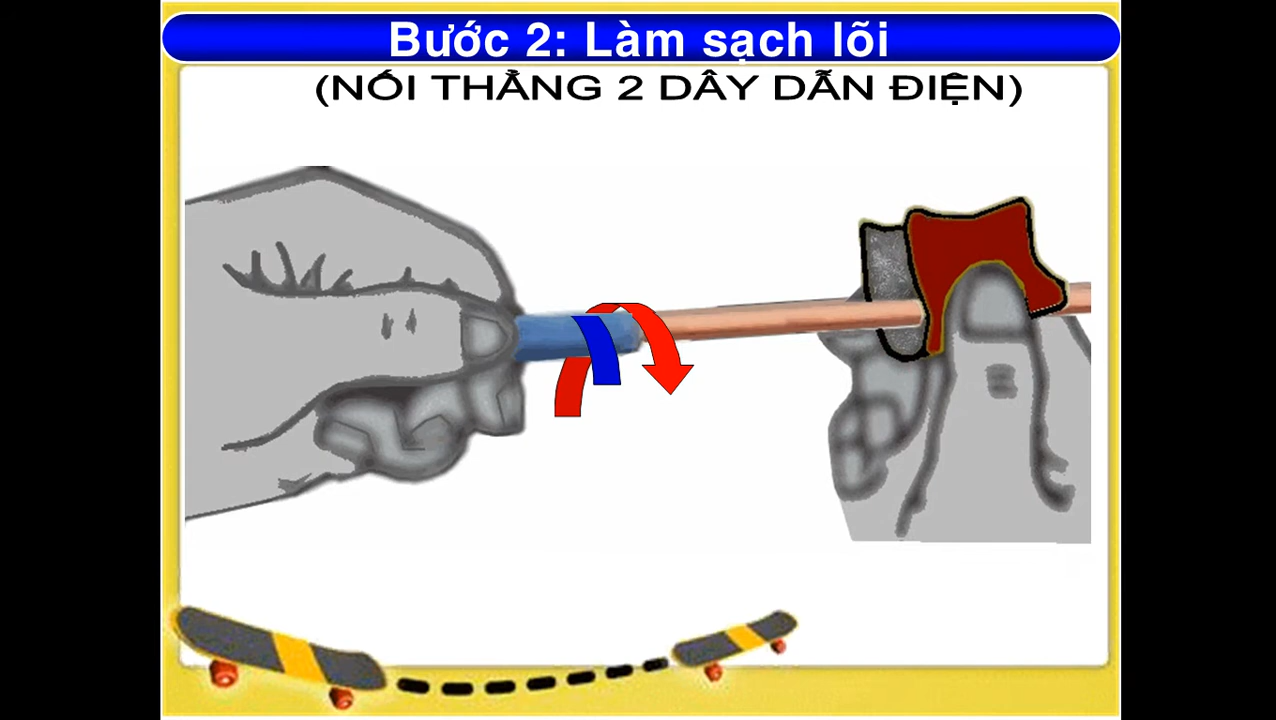 Bước 2: Làm sạch lõi
(NỐI THẲNG 2 DÂY DẪN ĐIỆN)